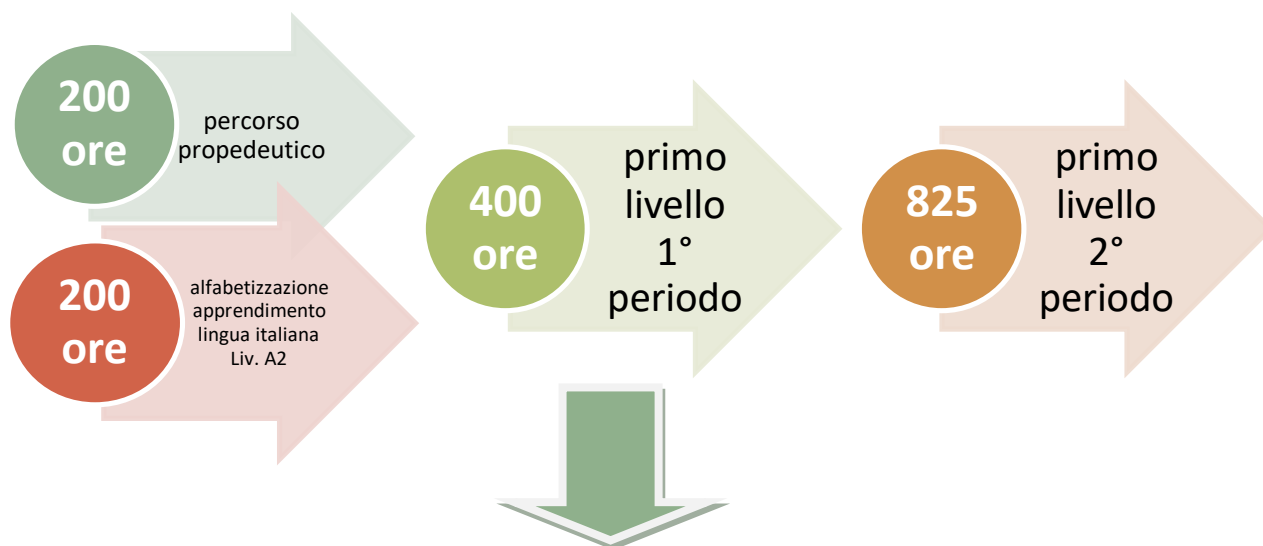 200
ore
percorso
propedeutico
200
ore
alfabetizzazione
apprendimento
lingua italiana
Liv. A2
400
ore
primo
livello
1°
periodo
825
ore
primo
livello
2°
periodo